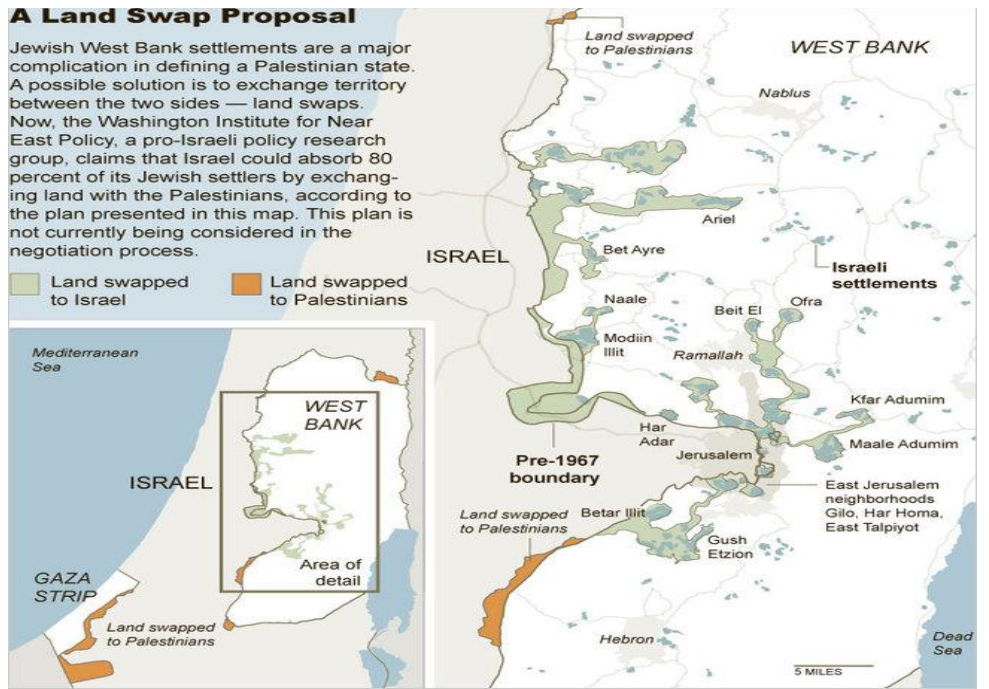 A Land Swap Proposal
Jewish West Bank settlements are a major
complication in defining a Palestinian state.
A possible solution is to exchange territory
between the two sides — land swaps.
Now, the Washington Institute for Near
East Policy, a pro-Israeli policy research
group, claims that Israel could absorb 80
percent of its Jewish settlers by exchang-
ing land with the Palestinians, according to
the plan presented in this map. This plan is
not currently being considered in the
negotiation process.
Land swapped
to Israel
Land swapped
to Palestinians
Mediterranean
Sea
WEST
BANK
ISRAEL
Area of
detail
GAZA
STRIP
Land swapped
to Palestinians
Land swapped
to Palestinians
WEST BANK
Nablus
Ariel
ISRAEL
Bet Ayre
Israeli
settlements
Naale
Beit El
Ofra
Modiin
Illit
Ramallah
Kfar Adumim
Har
Adar
Maale Adumim
Jerusalem
Pre-1967
boundary
East Jerusalem
neighborhoods
Gilo, Har Homa,
East Talpiyot
Land swapped
to Palestinians
Betar Illit
Gush
Etzion
Hebron
Dead
Sea
5 MILES